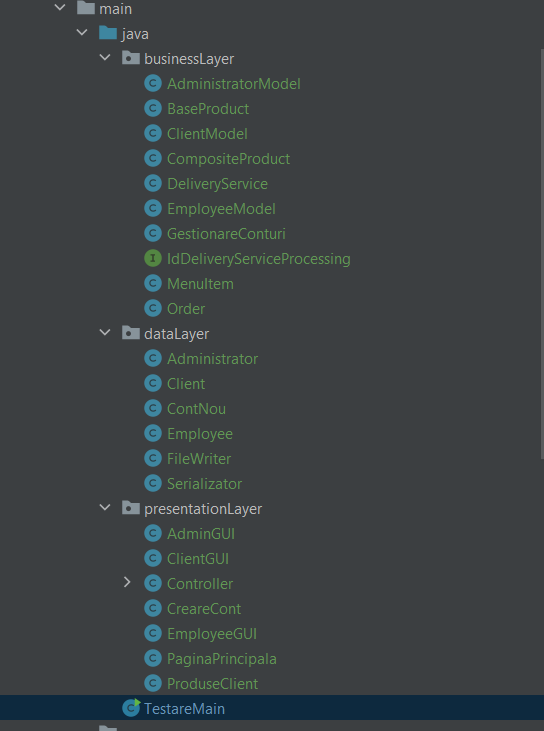 main
java
businessLayer
AdministratorModel
BaseProduct
ClientModel
CompositeProduct
DeliveryService
EmployeeModel
GestionareConturi
IdDeliveryServiceProcessing
MenuItem
Order
dataLayer
Administrator
Client
ContNou
Employee
FileWriter
Serializator
presentationLayer
AdminGUI
ClientGUI
Controller
CreareCont
EmployeeGUI
PaginaPrincipala
ProduseClient
TestareMain